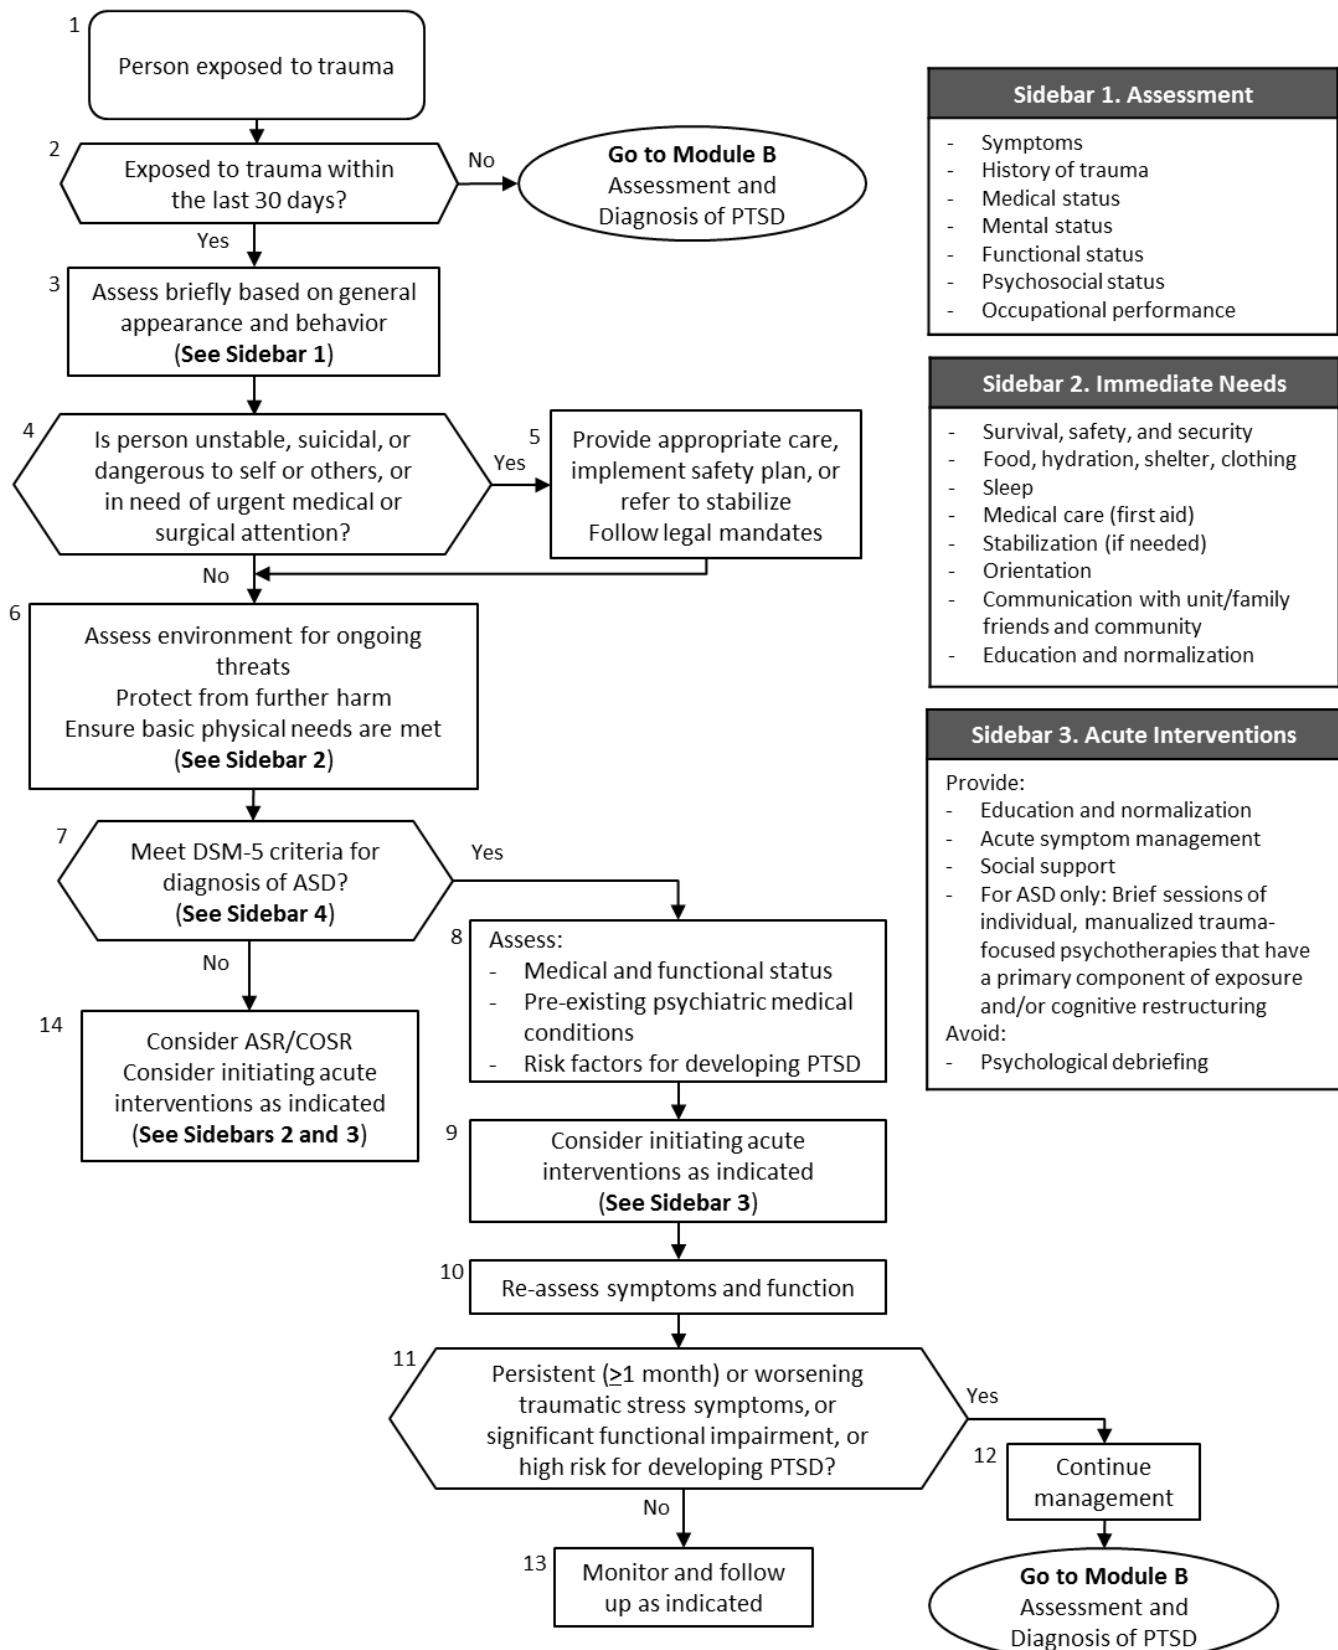 1
Person exposed to trauma
2
Exposed to trauma within
the last 30 days?
No
Go to Module B
Assessment and
Diagnosis of PTSD
Yes
3
Assess briefly based on general
appearance and behavior
(See Sidebar 1)
4
Is person unstable, suicidal, or
dangerous to self or others, or
in need of urgent medical or
surgical attention?
Yes
5
Provide appropriate care,
implement safety plan, or
refer to stabilize
Follow legal mandates
No
6
Assess environment for ongoing
threats
Protect from further harm
Ensure basic physical needs are met
(See Sidebar 2)
7
Meet DSM-5 criteria for
diagnosis of ASD?
(See Sidebar 4)
Yes
No
14
Consider ASR/COSR
Consider initiating acute
interventions as indicated
(See Sidebars 2 and 3)
8
Assess:
- Medical and functional status
- Pre-existing psychiatric medical
conditions
- Risk factors for developing PTSD
9
Consider initiating acute
interventions as indicated
(See Sidebar 3)
10
Re-assess symptoms and function
11
Persistent (≥1 month) or worsening
traumatic stress symptoms, or
significant functional impairment, or
high risk for developing PTSD?
Yes
12
Continue
management
Go to Module B
Assessment and
Diagnosis of PTSD
No
13
Monitor and follow
up as indicated
Sidebar 1. Assessment
- Symptoms
- History of trauma
- Medical status
- Mental status
- Functional status
- Psychosocial status
- Occupational performance
Sidebar 2. Immediate Needs
- Survival, safety, and security
- Food, hydration, shelter, clothing
- Sleep
- Medical care (first aid)
- Stabilization (if needed)
- Orientation
- Communication with unit/family
friends and community
- Education and normalization
Sidebar 3. Acute Interventions
Provide:
- Education and normalization
- Acute symptom management
- Social support
- For ASD only: Brief sessions of
individual, manualized trauma-
focused psychotherapies that have
a primary component of exposure
and/or cognitive restructuring
Avoid:
- Psychological debriefing